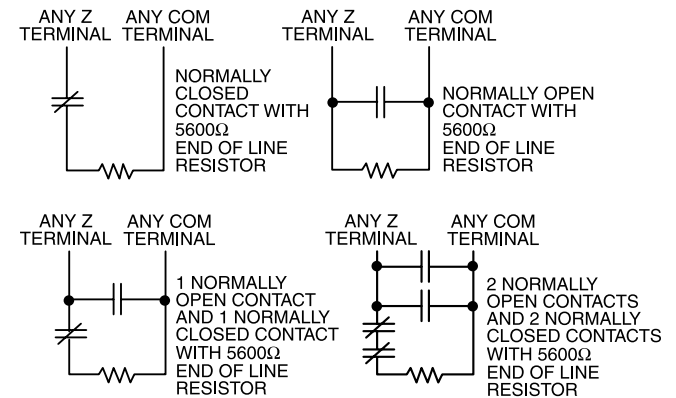 ANY Z
TERMINAL
ANY COM
TERMINAL
NORMALLY
CLOSED
CONTACT WITH
5600Ω
END OF LINE
RESISTOR
ANY Z
TERMINAL
ANY COM
TERMINAL
NORMALLY OPEN
CONTACT WITH
5600Ω
END OF LINE
RESISTOR
ANY Z
TERMINAL
ANY COM
TERMINAL
1 NORMALLY
OPEN CONTACT
AND 1 NORMALLY
CLOSED CONTACT
WITH 5600Ω
END OF LINE
RESISTOR
ANY Z
TERMINAL
ANY COM
TERMINAL
2 NORMALLY
OPEN CONTACTS
AND 2 NORMALLY
CLOSED CONTACTS
WITH 5600Ω
END OF LINE
RESISTOR